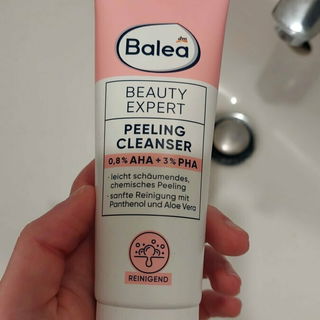 dm
Balea
BEAUTY
EXPERT
PEELING
CLEANSER
0,8% AHA + 3% PHA
· leicht schäumendes,
chemisches Peeling
· sanfte Reinigung mit
Panthenol und Aloe Vera
REINIGEND